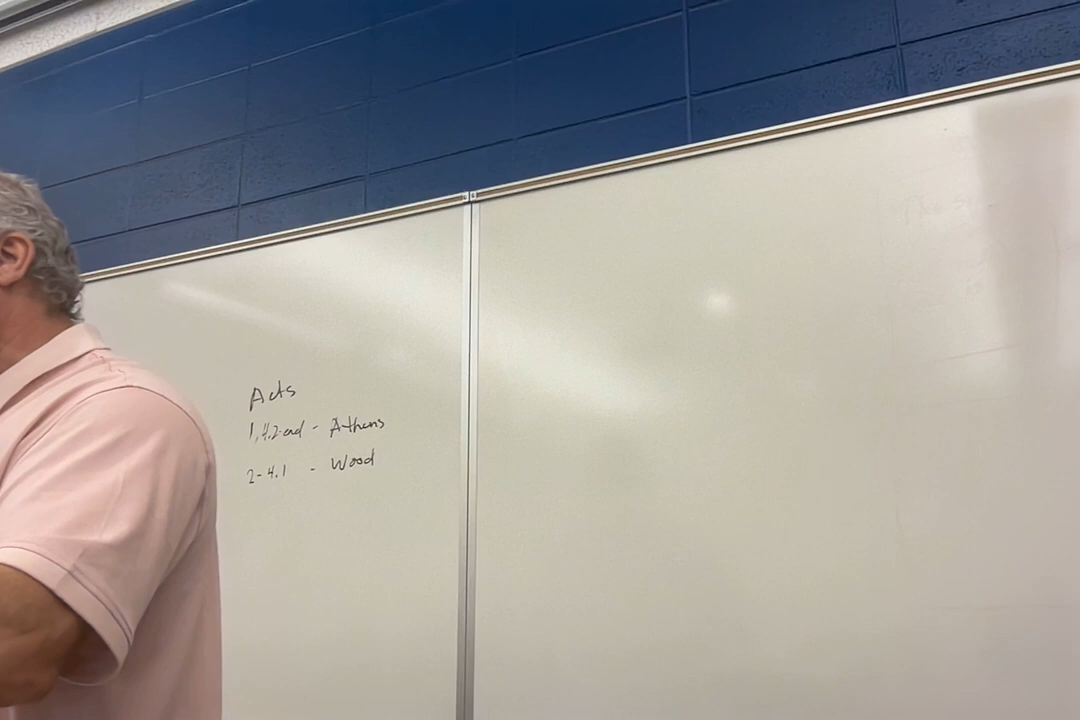 Acts
1, 4.2-end - Athens
2-4.1 - Wood